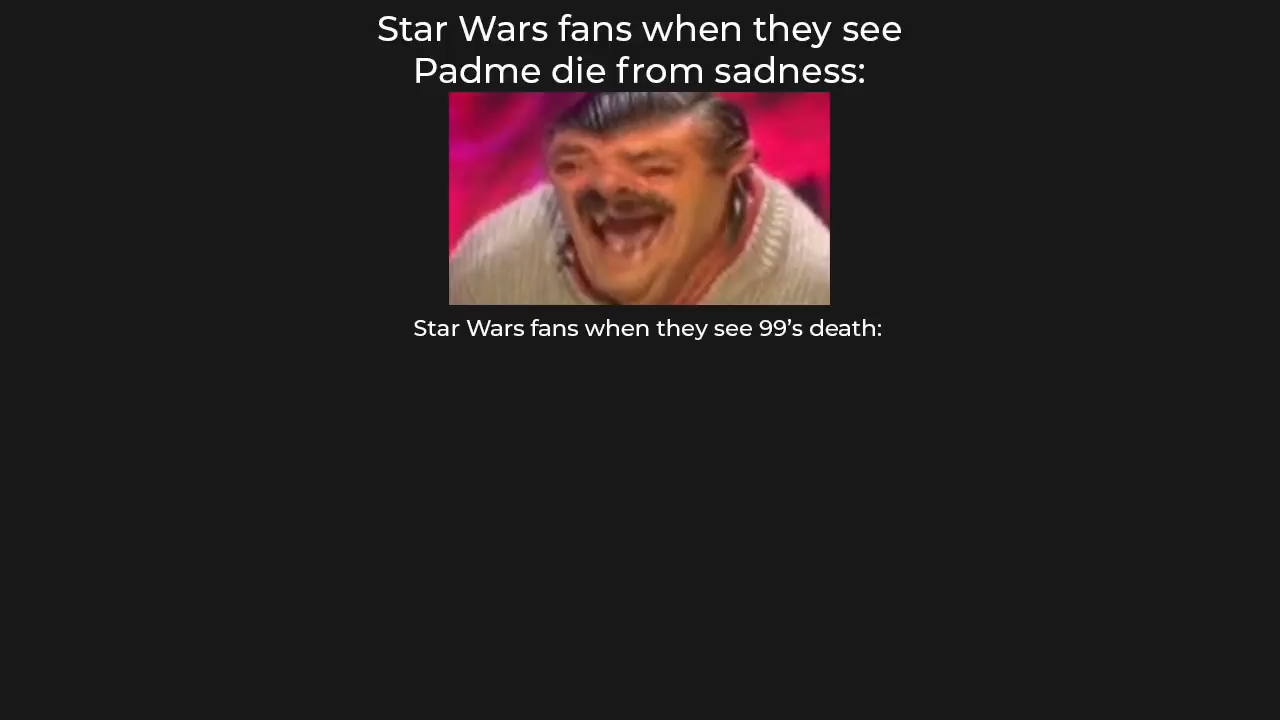 Star Wars fans when they see
Padme die from sadness:
Star Wars fans when they see 99’s death: